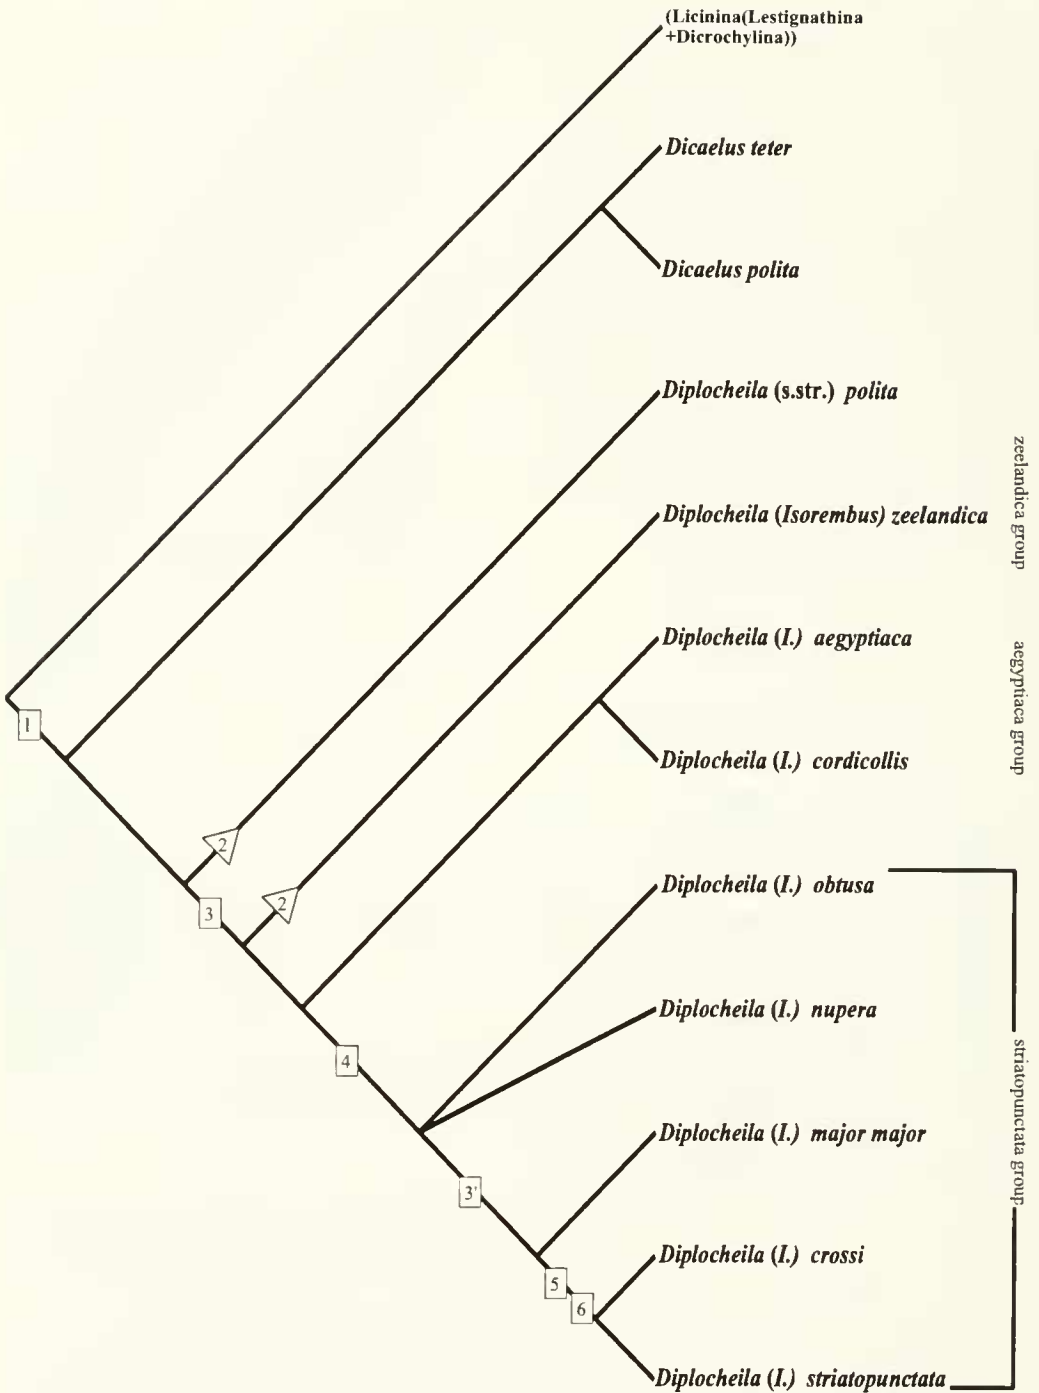 (Licinina(Lestignathina
+Dicrochylina))
Dicaelus teter
Dicaelus polita
Diplocheila (s.str.) polita
Diplocheila (Isorembus) zeelandica
zeelandica group
Diplocheila (I.) aegyptiaca
aegyptiaca group
Diplocheila (I.) cordicollis
1
2
3
2
Diplocheila (I.) obtusa
Diplocheila (I.) nupera
4
striatopunctata group
Diplocheila (I.) major major
3'
Diplocheila (I.) crossi
5
6
Diplocheila (I.) striatopunctata